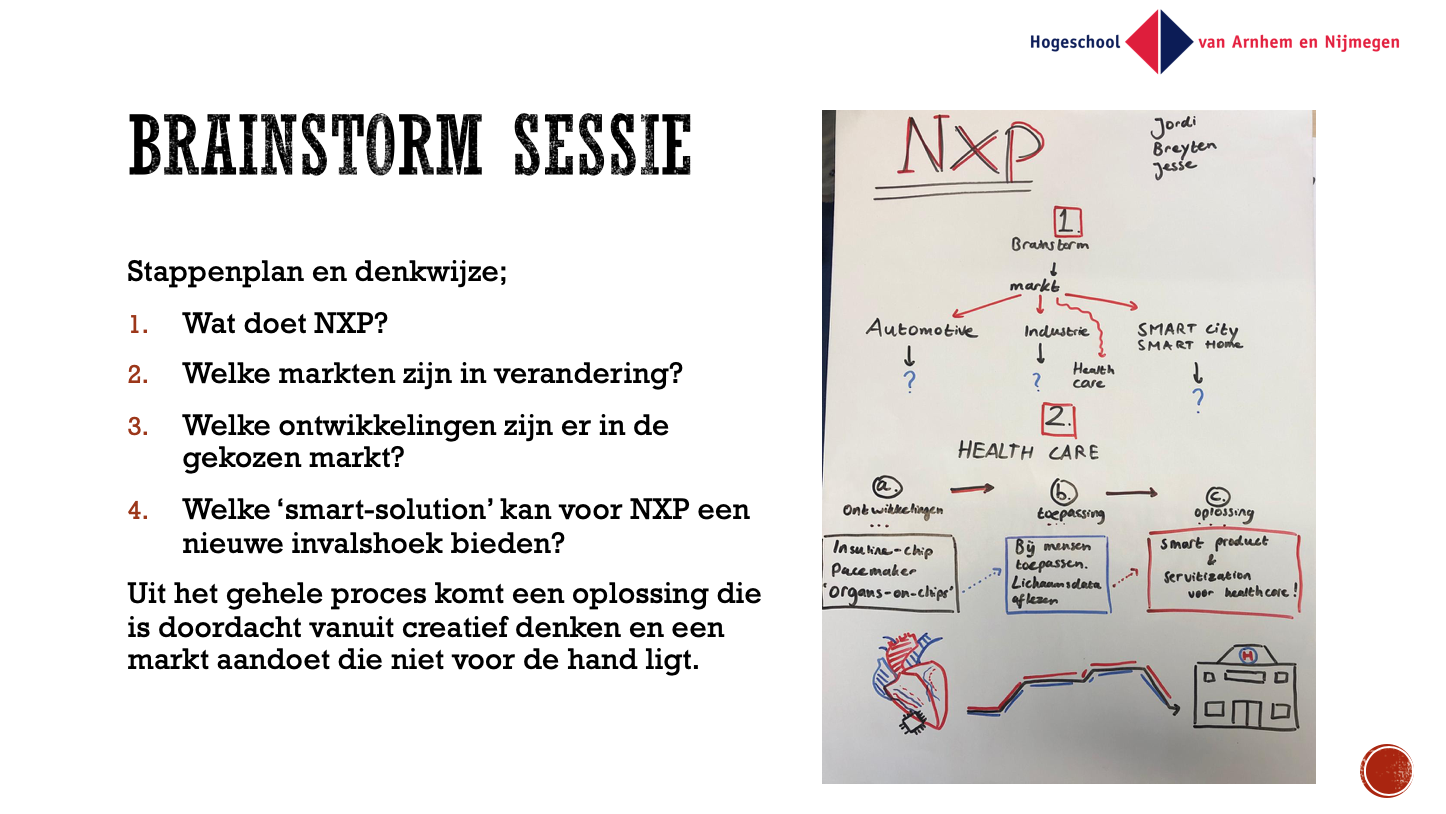 Hogeschool van Arnhem en Nijmegen
BRAINSTORM SESSIE
Stappenplan en denkwijze;
1. Wat doet NXP?
2. Welke markten zijn in verandering?
3. Welke ontwikkelingen zijn er in de
gekozen markt?
4. Welke ‘smart-solution’ kan voor NXP een
nieuwe invalshoek bieden?
Uit het gehele proces komt een oplossing die
is doordacht vanuit creatief denken en een
markt aandoet die niet voor de hand ligt.
NXP
Jordi
Breyten
Jesse
1.
Brainstorm
markt
Automotive
Industrie
SMART City
SMART Home
?
?
Health
care
?
2.
HEALTH CARE
a.
b.
c.
Ontwikkelingen
...
toepassing
...
oplossing
....
Insuline-chip
Pacemaker
'Organs-on-chips'
Bij mensen
toepassen.
Lichaamsdata
aflezen
Smart product
&
Servitization
voor healthcare!
H